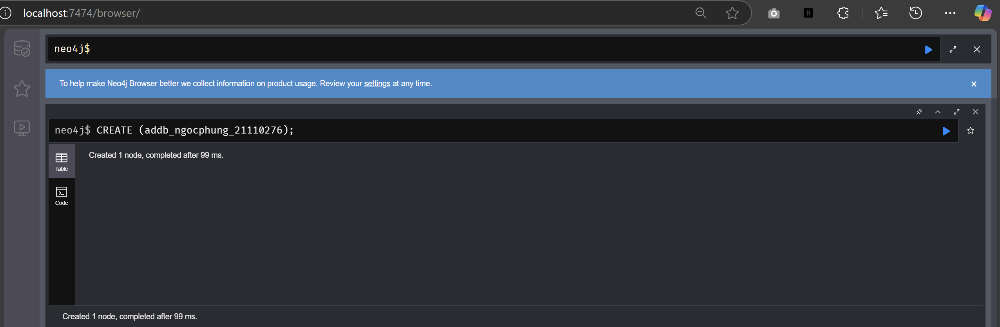 localhost:7474/browser/
neo4j$
To help make Neo4j Browser better we collect information on product usage. Review your settings at any time.
neo4j$ CREATE (addb_ngocphung_21110276);
Table
Created 1 node, completed after 99 ms.
Code
Created 1 node, completed after 99 ms.